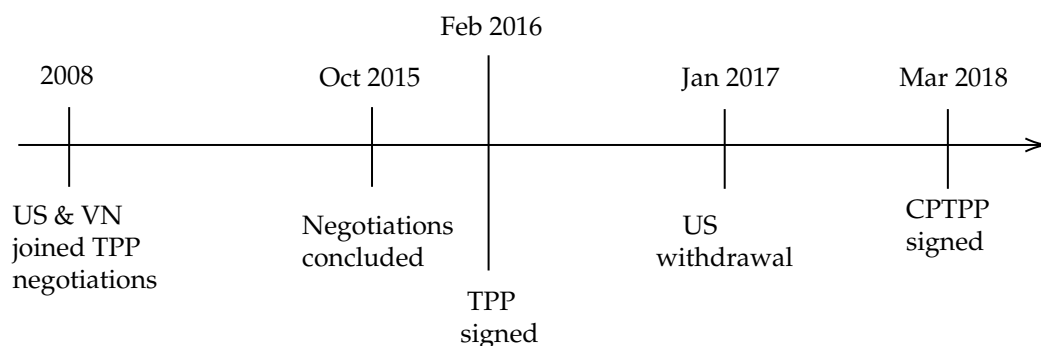 Feb 2016
2008
Oct 2015
Jan 2017
Mar 2018
US & VN
joined TPP
negotiations
Negotiations
concluded
TPP
signed
US
withdrawal
CPTPP
signed